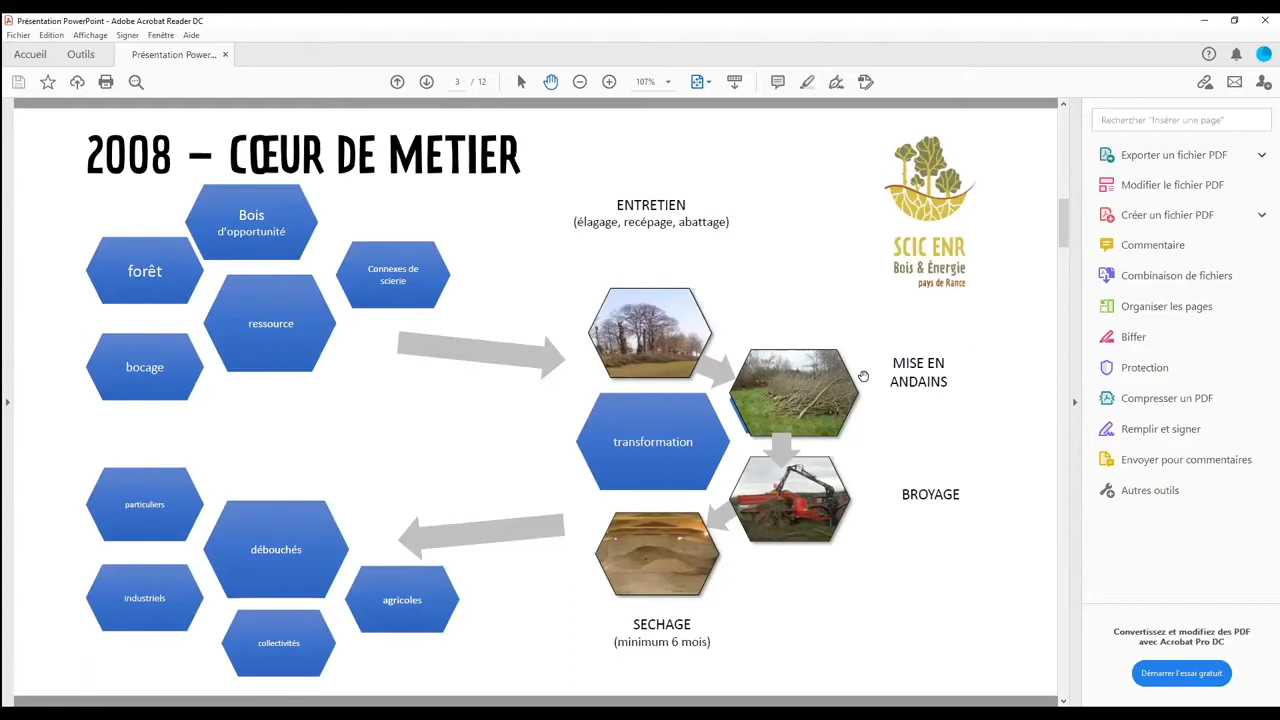 Présentation PowerPoint - Adobe Acrobat Reader DC
Fichier Edition Affichage Signer Fenêtre Aide
Accueil Outils Présentation Power... ×
3 / 12 107%
2008 – CŒUR DE METIER
Bois
d'opportunité
forêt
Connexes de
scierie
ressource
bocage
ENTRETIEN
(élagage, recépage, abattage)
SCIC ENR
Bois & Énergie
pays de Rance
MISE EN
ANDAINS
transformation
BROYAGE
particuliers
débouchés
industriels
agricoles
collectivités
SECHAGE
(minimum 6 mois)
Rechercher "Insérer une page"
Exporter un fichier PDF
Modifier le fichier PDF
Créer un fichier PDF
Commentaire
Combinaison de fichiers
Organiser les pages
Biffer
Protection
Compresser un PDF
Remplir et signer
Envoyer pour commentaires
Autres outils
Convertissez et modifiez des PDF
avec Acrobat Pro DC
Démarrer l'essai gratuit